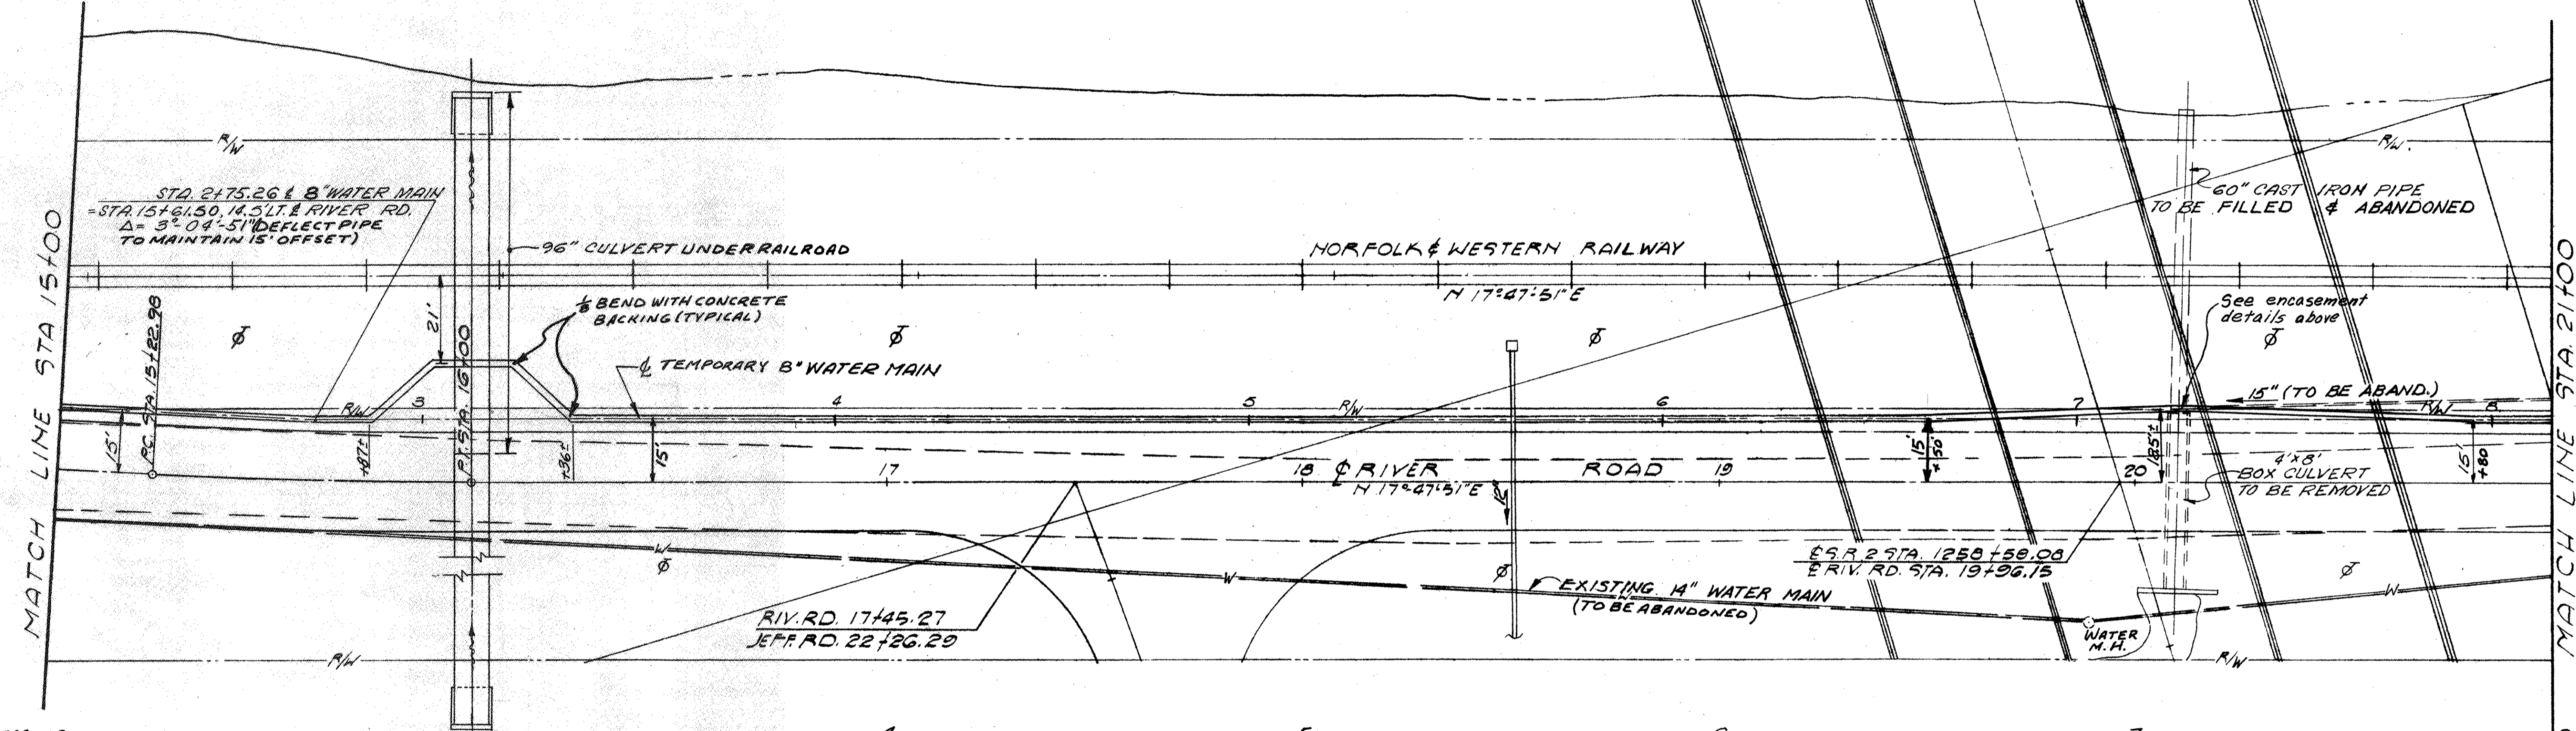 MATCH LINE STA 15+00
R/W
R/W.
STA. 2+75.26 ℄ 8" WATER MAIN
=STA. 15+61.50, 14.5' LT. ℄ RIVER RD.
Δ= 3°-04'-51" (DEFLECT PIPE
TO MAINTAIN 15' OFFSET)
96" CULVERT UNDER RAILROAD
NORFOLK & WESTERN RAILWAY
N 17°-47'-51" E
60" CAST IRON PIPE
TO BE FILLED & ABANDONED
21'
1/8 BEND WITH CONCRETE
BACKING (TYPICAL)
See encasement
details above
P.C. STA. 15+22.98
P.T. STA. 16+00
℄ TEMPORARY 8" WATER MAIN
15" (TO BE ABAND.)
R/W
3
4
5
R/W
6
7
R/W
8
15'
+87±
+36±
15'
15'
+50
18.5'±
15'
+80
17
18
℄ RIVER ROAD
19
20
N 17°-47'-51" E
12"
4'x8'
BOX CULVERT
TO BE REMOVED
W
W
W
℄ S.R. 2 STA. 1258+58.08
℄ RIV. RD. STA. 19+96.15
EXISTING 14" WATER MAIN
(TO BE ABANDONED)
RIV. RD. 17+45.27
JEFF. RD. 22+26.29
WATER
M.H.
R/W
R/W
MATCH LINE STA. 21+00